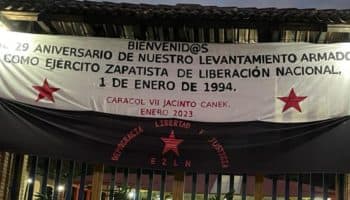 BIENVENID@S
29 ANIVERSARIO DE NUESTRO LEVANTAMIENTO ARMADO
COMO EJERCITO ZAPATISTA DE LIBERACIÓN NACIONAL,
1 DE ENERO DE 1994.
CARACOL VII JACINTO CANEK.
ENERO 2023
DEMOCRACIA LIBERTAD Y JUSTICIA
EZLN